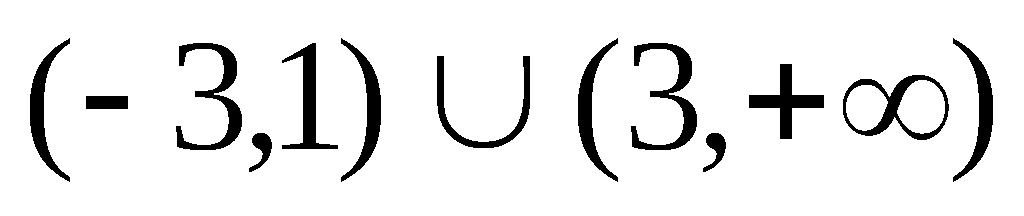 (- 3,1) ∪ (3,+∞)